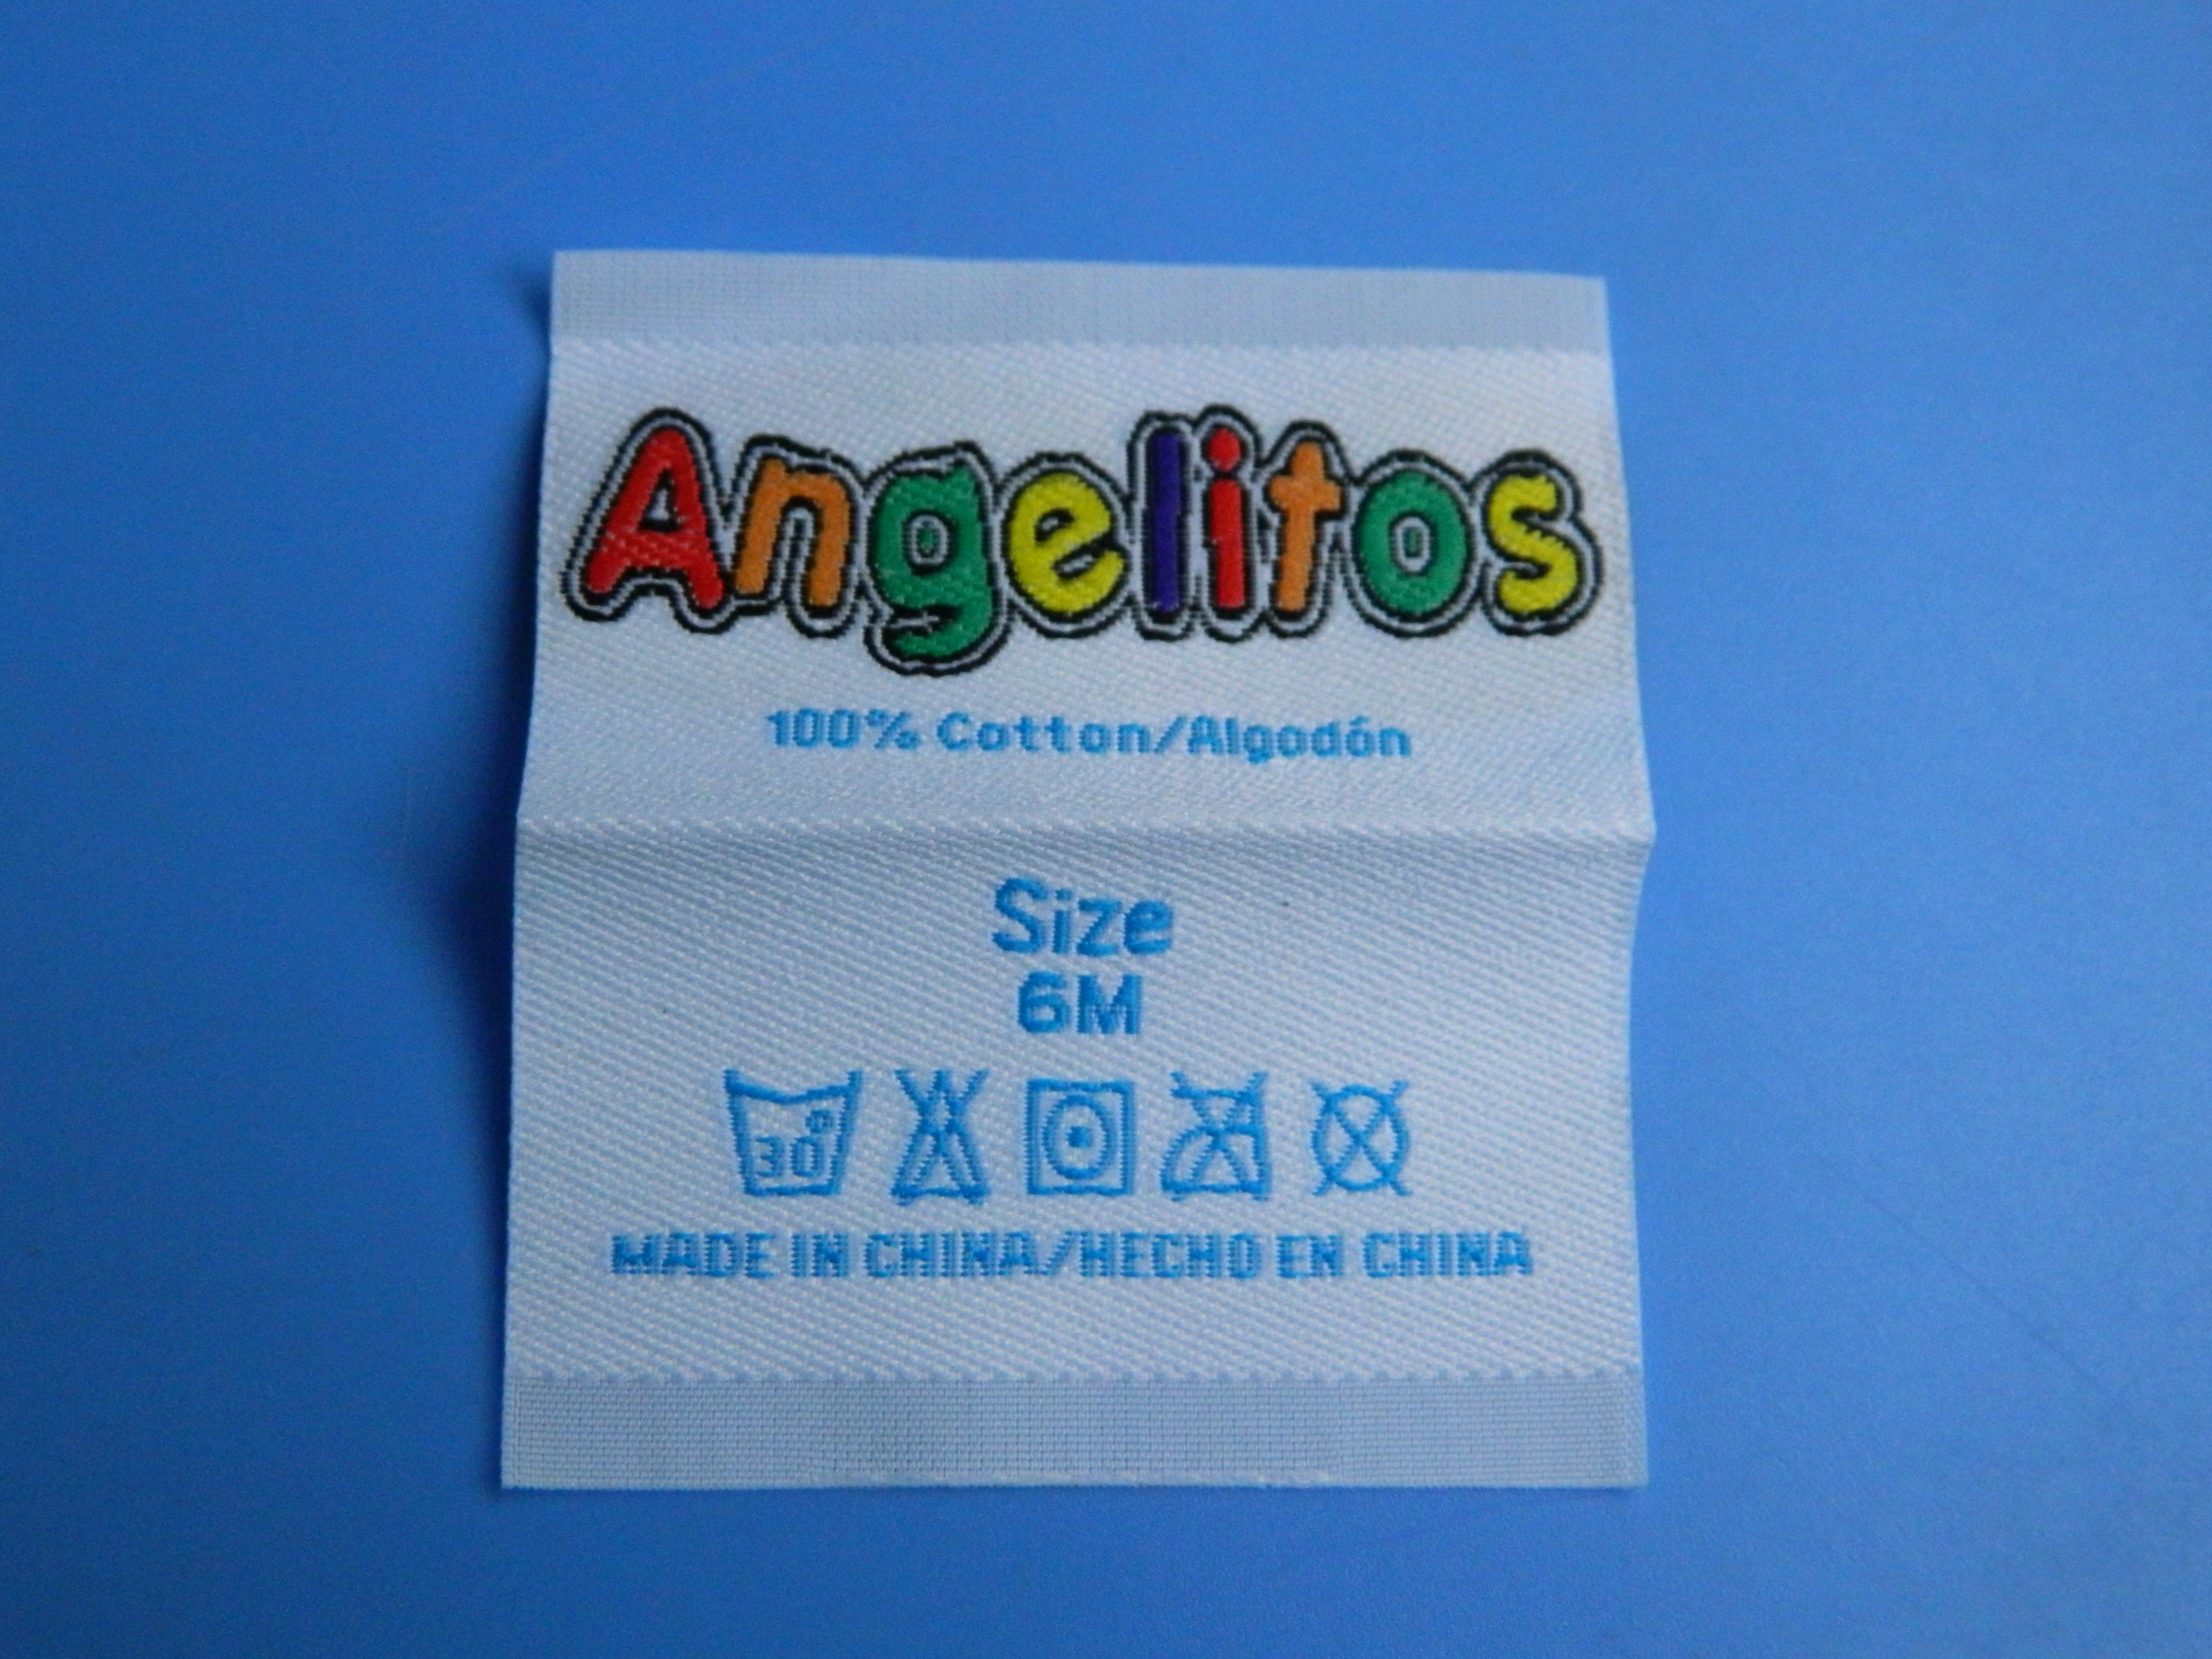 Angelitos
100% Cotton/Algodón
Size
6M
30°
MADE IN CHINA/HECHO EN CHINA